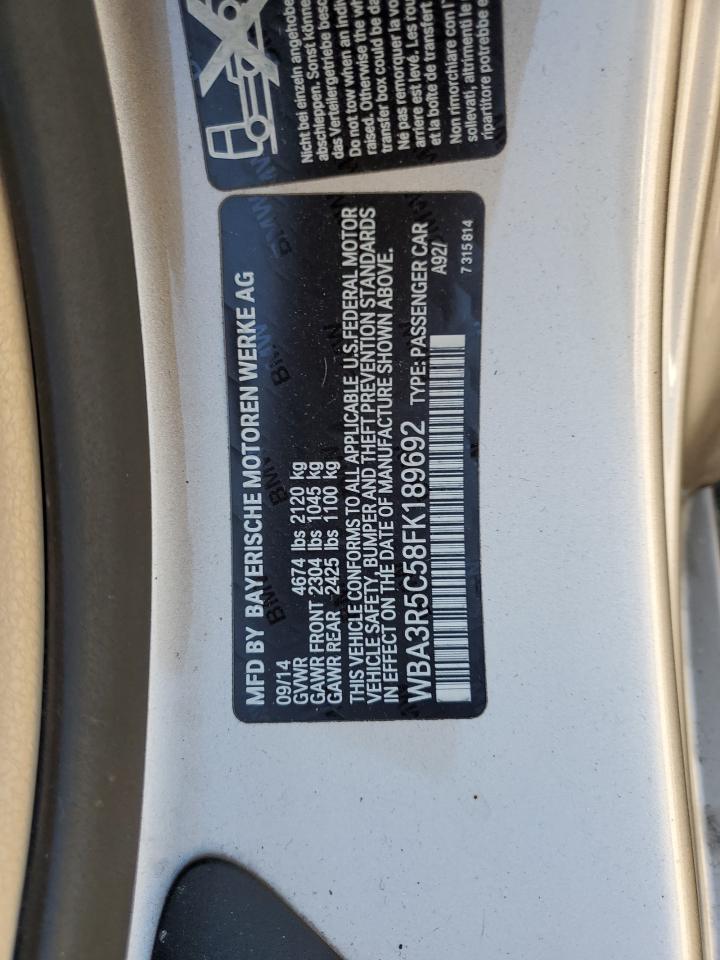 Nicht bei einzeln angehobe
abschleppen. Sonst könne
das Verteilergetriebe besc
Do not tow when an indivi
raised. Otherwise the wh
transfer box could be da
Ne pas remorquer la vo
arrière est levé. Les rou
et la boîte de transfert
Non rimorchiare con l'
sollevati, altrimenti le
ripartitore potrebbe e
MFD BY BAYERISCHE MOTOREN WERKE AG
09/14
GVWR 4674 lbs 2120 kg
GAWR FRONT 2304 lbs 1045 kg
GAWR REAR 2425 lbs 1100 kg
THIS VEHICLE CONFORMS TO ALL APPLICABLE U.S.FEDERAL MOTOR
VEHICLE SAFETY, BUMPER AND THEFT PREVENTION STANDARDS
IN EFFECT ON THE DATE OF MANUFACTURE SHOWN ABOVE.
WBA3R5C58FK189692 TYPE: PASSENGER CAR
A92/
7 315 814